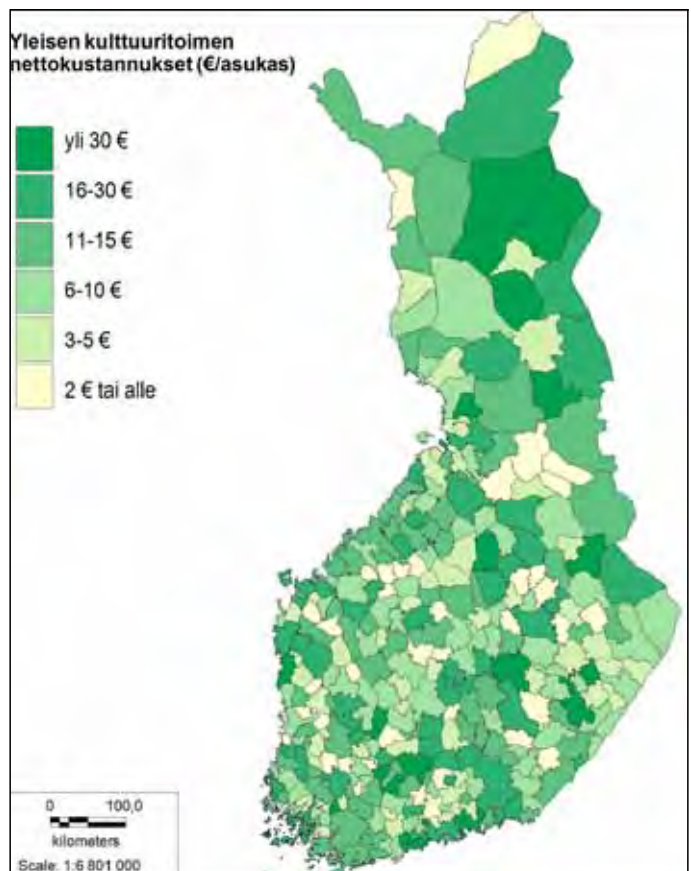 Yleisen kulttuuritoimen
nettokustannukset (€/asukas)
yli 30 €
16-30 €
11-15 €
6-10 €
3-5 €
2 € tai alle
0 100,0
kilometers
Scale: 1:6 801 000